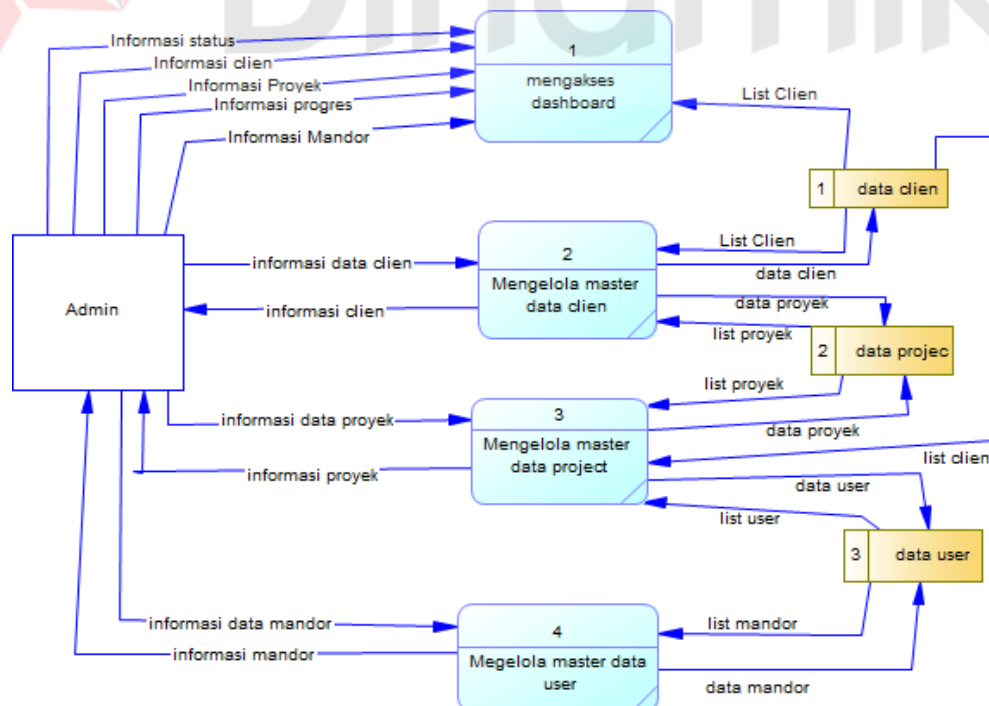 Informasi status
Informasi clien
Informasi Proyek
Informasi progres
Informasi Mandor
1
mengakses
dashboard
List Clien
1
data clien
Admin
informasi data clien
informasi clien
2
Mengelola master
data clien
List Clien
data clien
data proyek
list proyek
2
data projec
list proyek
data proyek
informasi data proyek
informasi proyek
3
Mengelola master
data project
list clien
data user
list user
3
data user
informasi data mandor
informasi mandor
4
Megelola master data
user
list mandor
data mandor